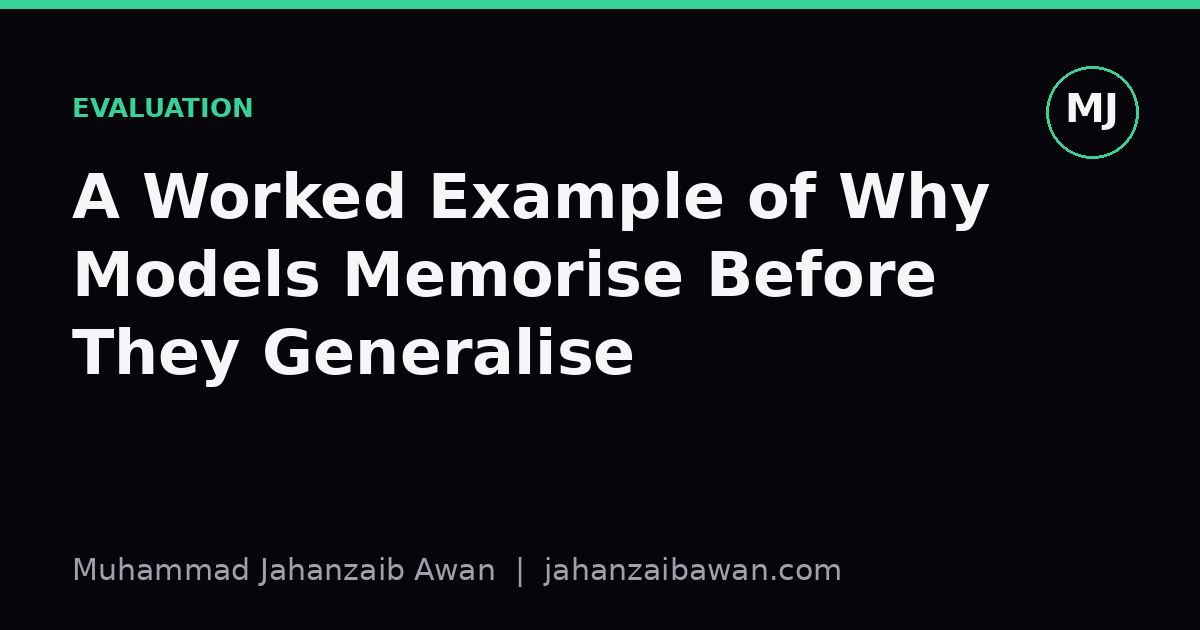 EVALUATION
MJ
A Worked Example of Why
Models Memorise Before
They Generalise
Muhammad Jahanzaib Awan | jahanzaibawan.com